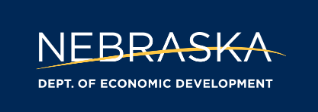 NEBRASKA
DEPT. OF ECONOMIC DEVELOPMENT